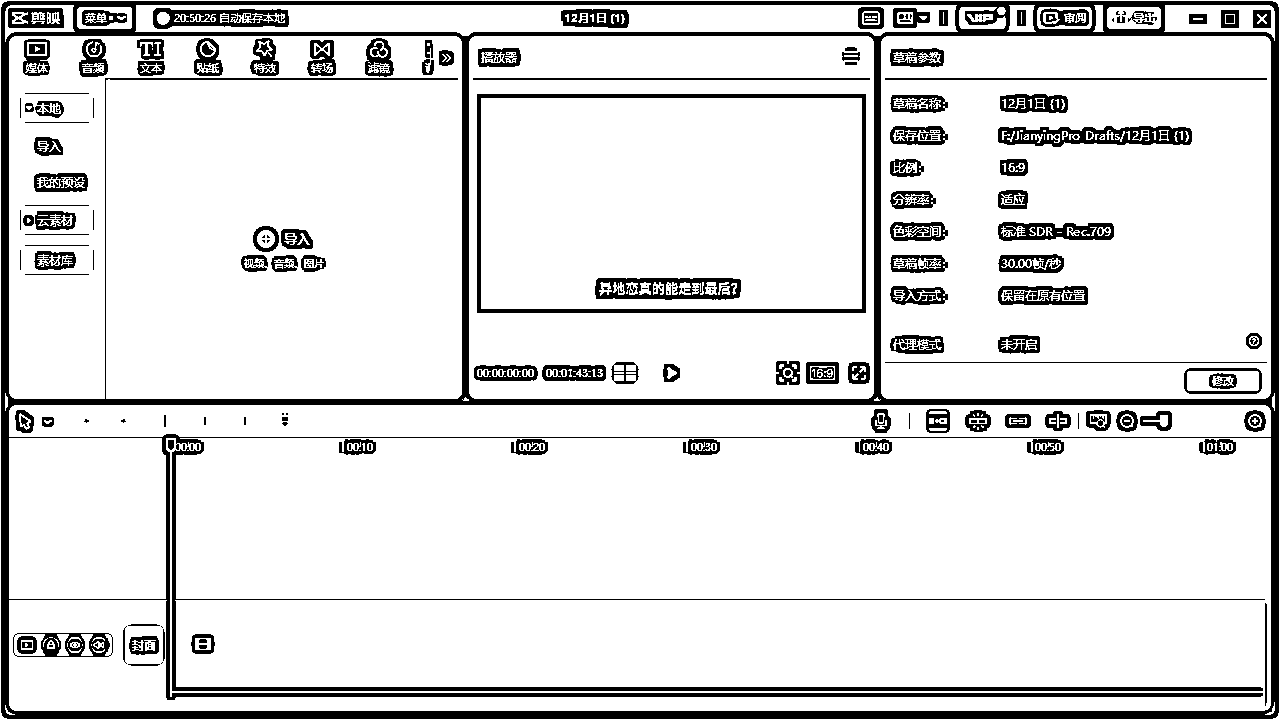 剪映 菜单 20:50:26 自动保存本地 12月1日 (1) VIP 审阅 导出
媒体 音频 文本 贴纸 特效 转场 滤镜
本地
导入
我的预设
云素材
素材库
导入
视频 音频 图片
播放器
异地恋真的能走到最后?
00:00:00:00 00:01:43:13 16:9
草稿参数
草稿名称: 12月1日 (1)
保存位置: F:/JianyingPro Drafts/12月1日 (1)
比例: 16:9
分辨率: 适应
色彩空间: 标准 SDR - Rec.709
草稿帧率: 30.00帧/秒
导入方式: 保留在原有位置
代理模式: 未开启
修改
00:00 00:10 00:20 00:30 00:40 00:50 01:00
封面